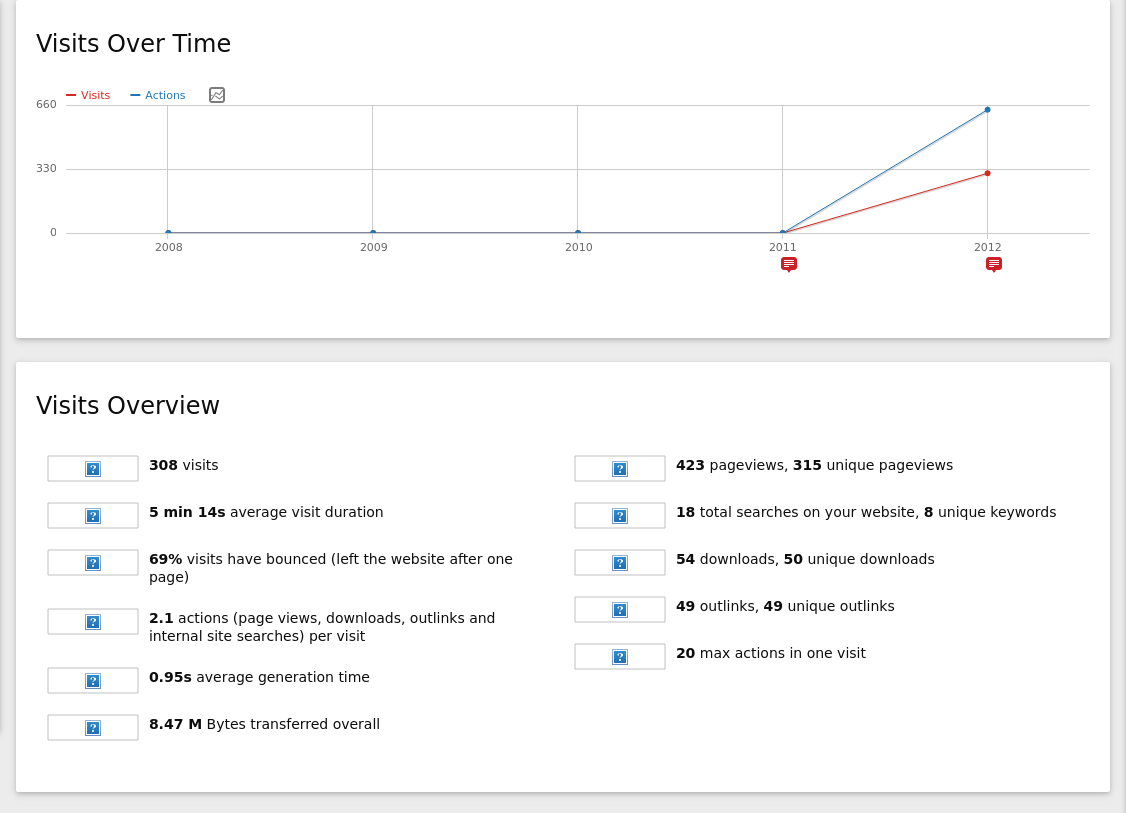 Visits Over Time
Visits Actions
660
330
0
2008 2009 2010 2011 2012
Visits Overview
308 visits
5 min 14s average visit duration
69% visits have bounced (left the website after one
page)
2.1 actions (page views, downloads, outlinks and
internal site searches) per visit
0.95s average generation time
8.47 M Bytes transferred overall
423 pageviews, 315 unique pageviews
18 total searches on your website, 8 unique keywords
54 downloads, 50 unique downloads
49 outlinks, 49 unique outlinks
20 max actions in one visit